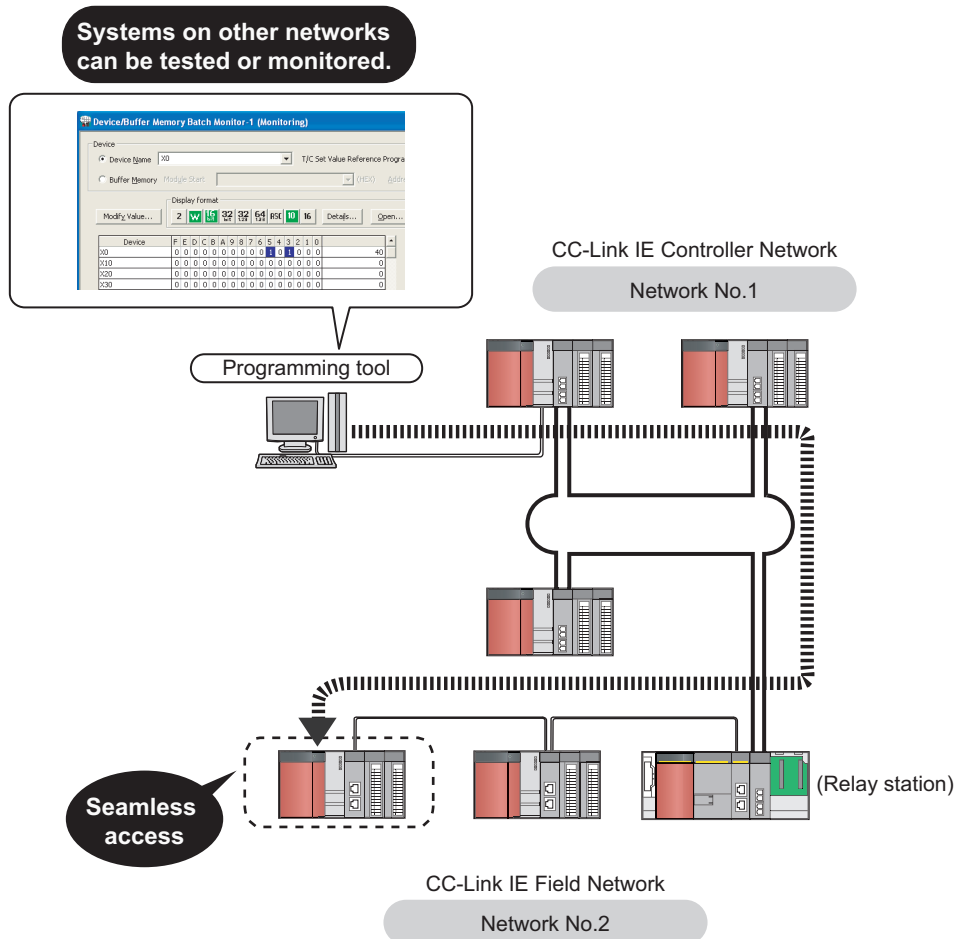 Systems on other networks
can be tested or monitored.
Device/Buffer Memory Batch Monitor-1 (Monitoring)
Device
Device Name X0 T/C Set Value Reference Progra
Buffer Memory Module Start (HEX) Addre
Display format
Modify Value... 2 W 32 32 64 ASC 10 16 Details... Open...
Device F E D C B A 9 8 7 6 5 4 3 2 1 0
X0 0 0 0 0 0 0 0 0 0 0 1 0 1 0 0 0 40
X10 0 0 0 0 0 0 0 0 0 0 0 0 0 0 0 0 0
X20 0 0 0 0 0 0 0 0 0 0 0 0 0 0 0 0 0
X30 0 0 0 0 0 0 0 0 0 0 0 0 0 0 0 0 0
CC-Link IE Controller Network
Network No.1
Programming tool
(Relay station)
Seamless
access
CC-Link IE Field Network
Network No.2